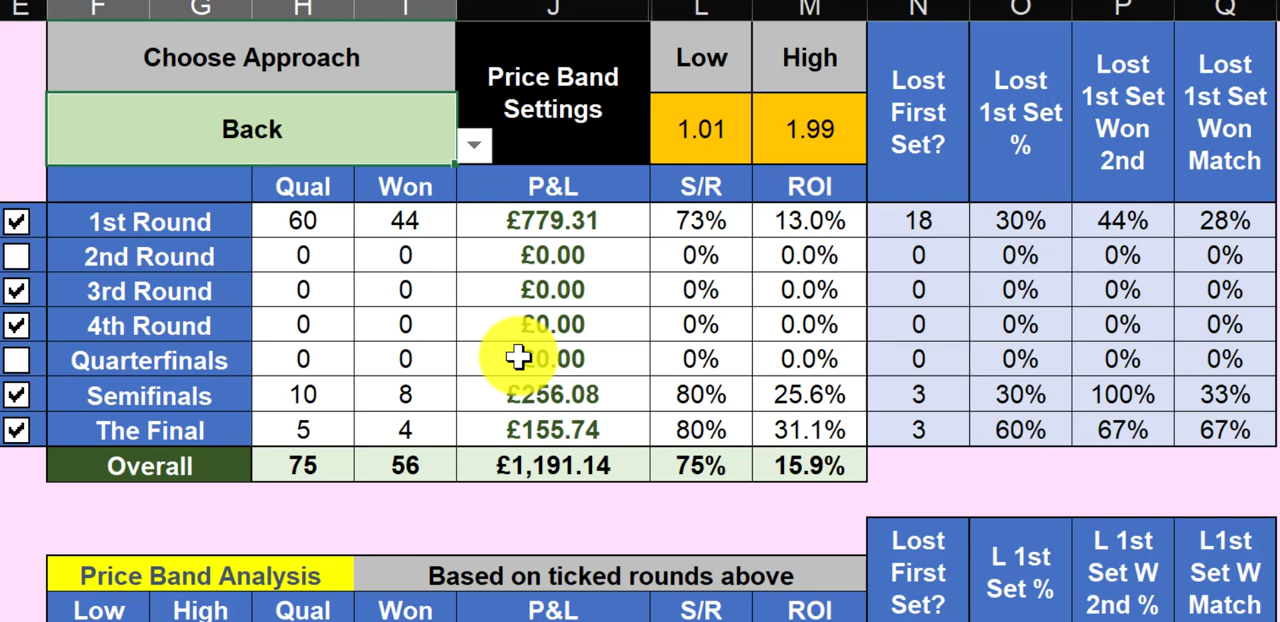 E F G H I J L M N O P Q
Choose Approach Price Band Settings Low High Lost First Set? Lost 1st Set % Lost 1st Set Won 2nd Lost 1st Set Won Match
Back 1.01 1.99
Qual Won P&L S/R ROI
1st Round 60 44 £779.31 73% 13.0% 18 30% 44% 28%
2nd Round 0 0 £0.00 0% 0.0% 0 0% 0% 0%
3rd Round 0 0 £0.00 0% 0.0% 0 0% 0% 0%
4th Round 0 0 £0.00 0% 0.0% 0 0% 0% 0%
Quarterfinals 0 0 £0.00 0% 0.0% 0 0% 0% 0%
Semifinals 10 8 £256.08 80% 25.6% 3 30% 100% 33%
The Final 5 4 £155.74 80% 31.1% 3 60% 67% 67%
Overall 75 56 £1,191.14 75% 15.9%
Price Band Analysis Based on ticked rounds above Lost First Set? L 1st Set % L 1st Set W 2nd % L1st Set W Match
Low High Qual Won P&L S/R ROI